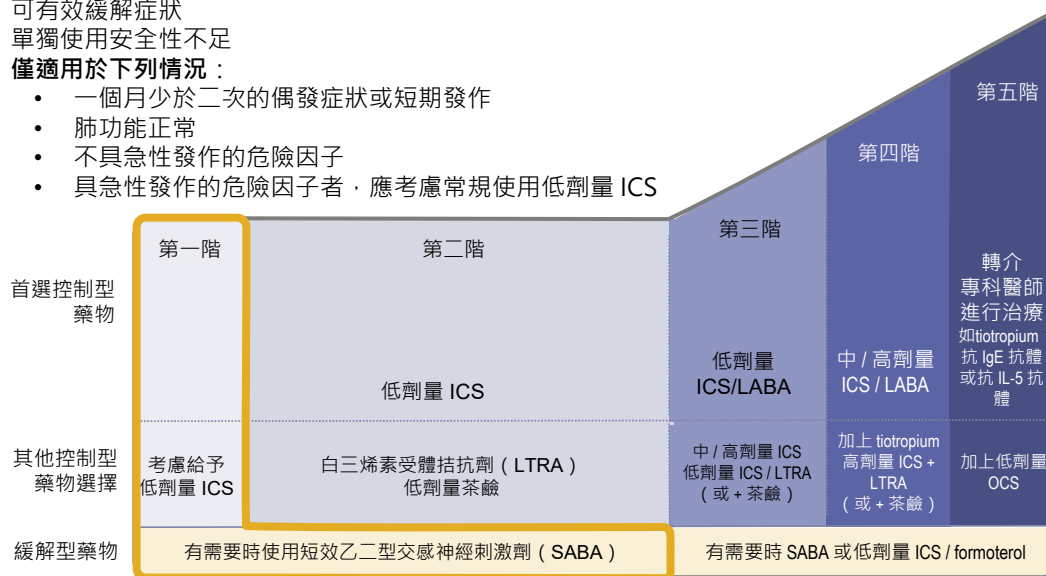 可有效緩解症狀
單獨使用安全性不足
僅適用於下列情況：
• 一個月少於二次的偶發症狀或短期發作
• 肺功能正常
• 不具急性發作的危險因子
• 具急性發作的危險因子者，應考慮常規使用低劑量 ICS
第一階
第二階
第三階
第四階
第五階
首選控制型
藥物
低劑量 ICS
低劑量
ICS/LABA
中 / 高劑量
ICS / LABA
轉介
專科醫師
進行治療
如tiotropium
抗 IgE 抗體
或抗 IL-5 抗
體
其他控制型
藥物選擇
考慮給予
低劑量 ICS
白三烯素受體拮抗劑（LTRA）
低劑量茶鹼
中 / 高劑量 ICS
低劑量 ICS / LTRA
（或 + 茶鹼）
加上 tiotropium
高劑量 ICS +
LTRA
（或 + 茶鹼）
加上低劑量
OCS
緩解型藥物
有需要時使用短效乙二型交感神經刺激劑（SABA）
有需要時 SABA 或低劑量 ICS / formoterol